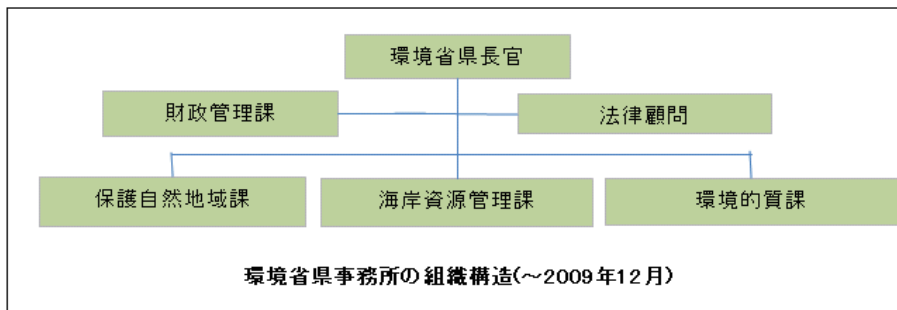 環境省県長官
財政管理課
法律顧問
保護自然地域課
海岸資源管理課
環境的質課
環境省県事務所の組織構造(～2009年12月)